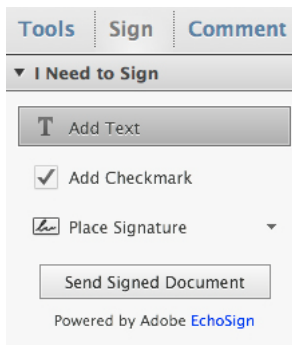 Tools Sign Comment
I Need to Sign
T Add Text
Add Checkmark
Place Signature
Send Signed Document
Powered by Adobe EchoSign